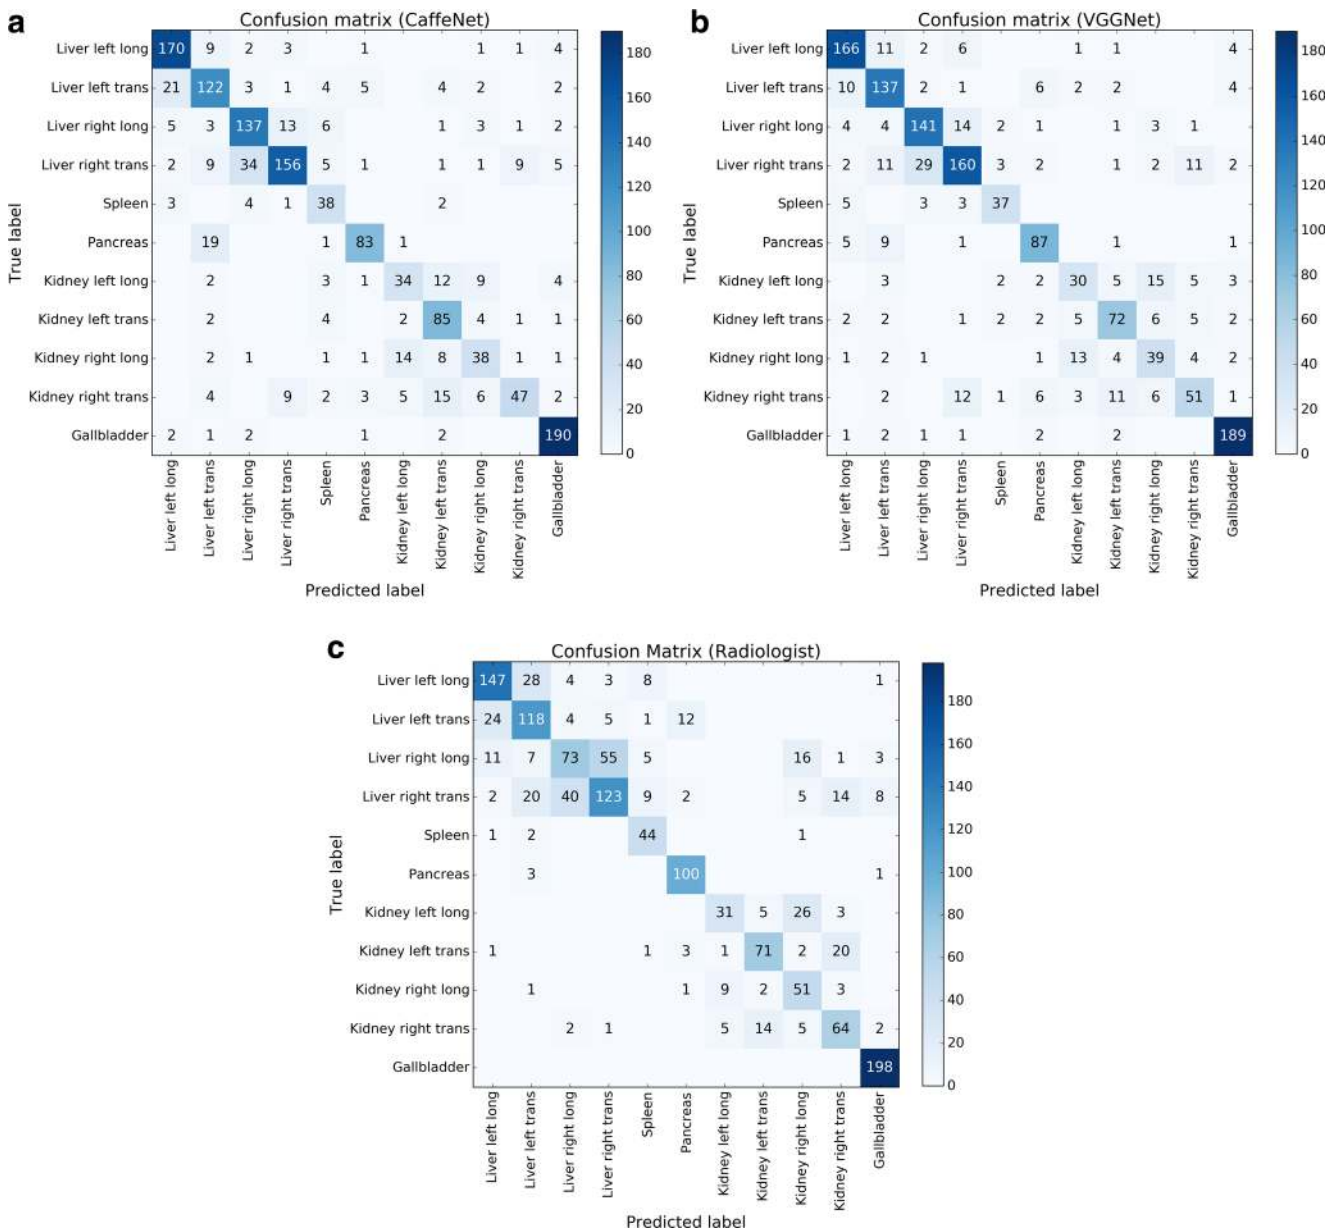 a
Confusion matrix (CaffeNet)
Liver left long 170 9 2 3 1 1 1 4
Liver left trans 21 122 3 1 4 5 4 2 2
Liver right long 5 3 137 13 6 1 3 1 2
Liver right trans 2 9 34 156 5 1 1 1 9 5
Spleen 3 4 1 38 2
Pancreas 19 1 83 1
Kidney left long 2 3 1 34 12 9 4
Kidney left trans 2 4 2 85 4 1 1
Kidney right long 2 1 1 1 14 8 38 1 1
Kidney right trans 4 9 2 3 5 15 6 47 2
Gallbladder 2 1 2 1 2 190
True label
Liver left long
Liver left trans
Liver right long
Liver right trans
Spleen
Pancreas
Kidney left long
Kidney left trans
Kidney right long
Kidney right trans
Gallbladder
Predicted label
180
160
140
120
100
80
60
40
20
0
b
Confusion matrix (VGGNet)
Liver left long 166 11 2 6 1 1 4
Liver left trans 10 137 2 1 6 2 2 4
Liver right long 4 4 141 14 2 1 1 3 1
Liver right trans 2 11 29 160 3 2 1 2 11 2
Spleen 5 3 3 37
Pancreas 5 9 1 87 1 1
Kidney left long 3 2 2 30 5 15 5 3
Kidney left trans 2 2 1 2 2 5 72 6 5 2
Kidney right long 1 2 1 1 13 4 39 4 2
Kidney right trans 2 12 1 6 3 11 6 51 1
Gallbladder 1 2 1 1 2 2 189
True label
Liver left long
Liver left trans
Liver right long
Liver right trans
Spleen
Pancreas
Kidney left long
Kidney left trans
Kidney right long
Kidney right trans
Gallbladder
Predicted label
180
160
140
120
100
80
60
40
20
0
c
Confusion Matrix (Radiologist)
Liver left long 147 28 4 3 8 1
Liver left trans 24 118 4 5 1 12
Liver right long 11 7 73 55 5 16 1 3
Liver right trans 2 20 40 123 9 2 5 14 8
Spleen 1 2 44 1
Pancreas 3 100 1
Kidney left long 31 5 26 3
Kidney left trans 1 1 3 1 71 2 20
Kidney right long 1 1 9 2 51 3
Kidney right trans 2 1 5 14 5 64 2
Gallbladder 198
True label
Liver left long
Liver left trans
Liver right long
Liver right trans
Spleen
Pancreas
Kidney left long
Kidney left trans
Kidney right long
Kidney right trans
Gallbladder
Predicted label
180
160
140
120
100
80
60
40
20
0